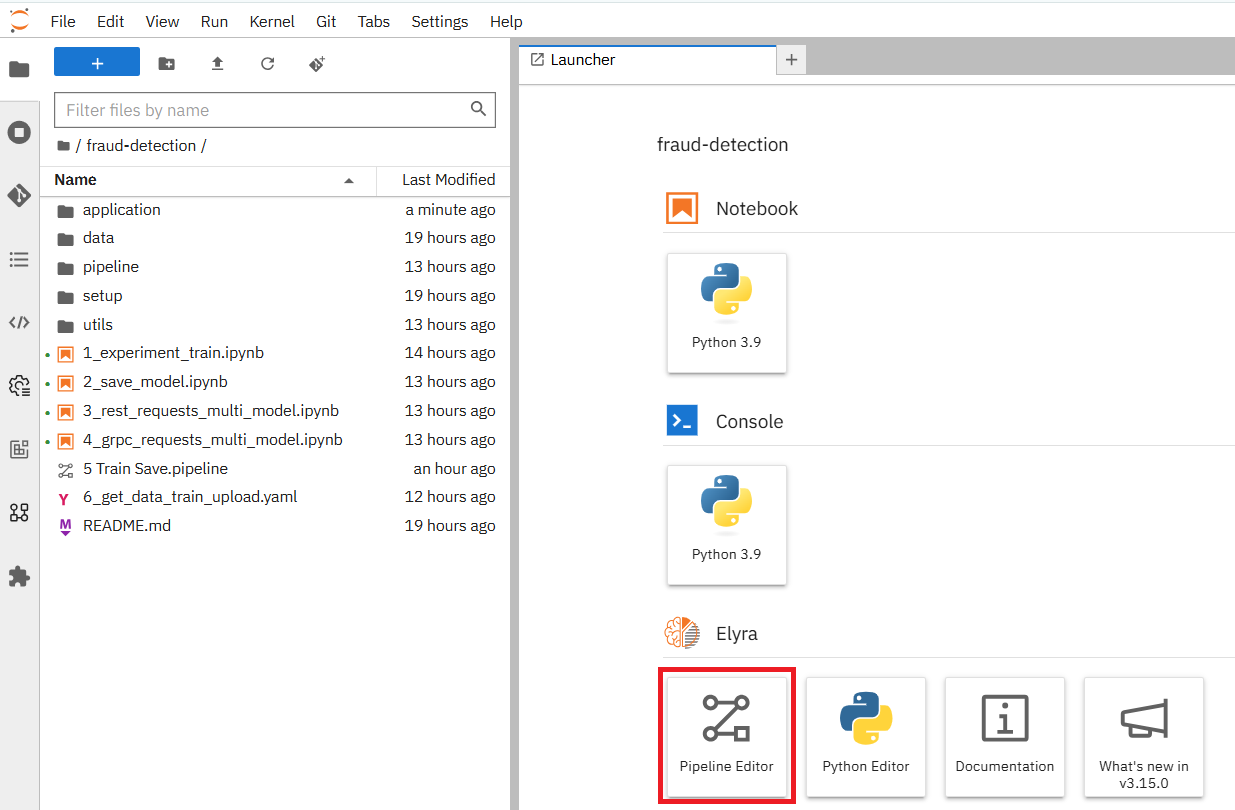 File Edit View Run Kernel Git Tabs Settings Help
+
Filter files by name
/ fraud-detection /
Name Last Modified
application a minute ago
data 19 hours ago
pipeline 13 hours ago
setup 19 hours ago
utils 13 hours ago
1_experiment_train.ipynb 14 hours ago
2_save_model.ipynb 13 hours ago
3_rest_requests_multi_model.ipynb 13 hours ago
4_grpc_requests_multi_model.ipynb 13 hours ago
5 Train Save.pipeline an hour ago
Y 6_get_data_train_upload.yaml 12 hours ago
M README.md 19 hours ago
Launcher +
fraud-detection
Notebook
Python 3.9
Console
Python 3.9
Elyra
Pipeline Editor
Python Editor
Documentation
What's new in
v3.15.0